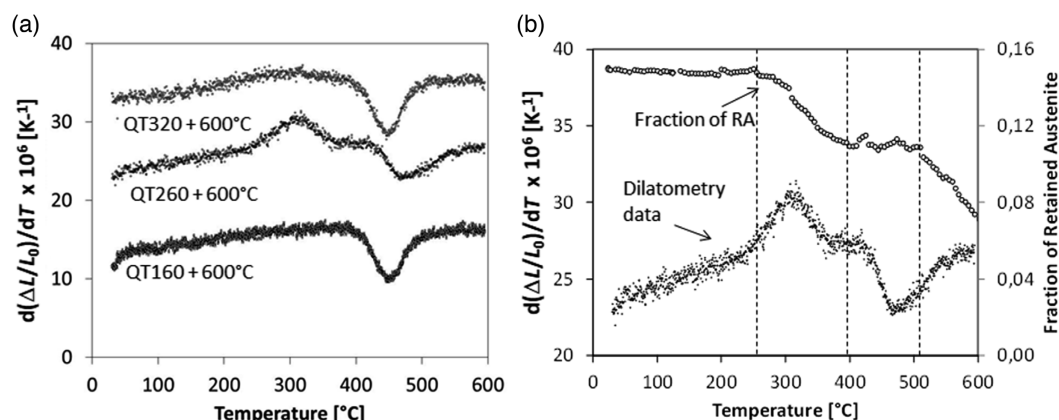 (a)
40
30
20
10
0
d(ΔL/L₀)/dT x 10⁶ [K⁻¹]
QT320 + 600°C
QT260 + 600°C
QT160 + 600°C
0 100 200 300 400 500 600
Temperature [°C]
(b)
40
35
30
25
20
d(ΔL/L₀)/dT x 10⁶ [K⁻¹]
Fraction of RA
Dilatometry
data
0,16
0,12
0,08
0,04
0,00
Fraction of Retained Austenite
0 100 200 300 400 500 600
Temperature [°C]